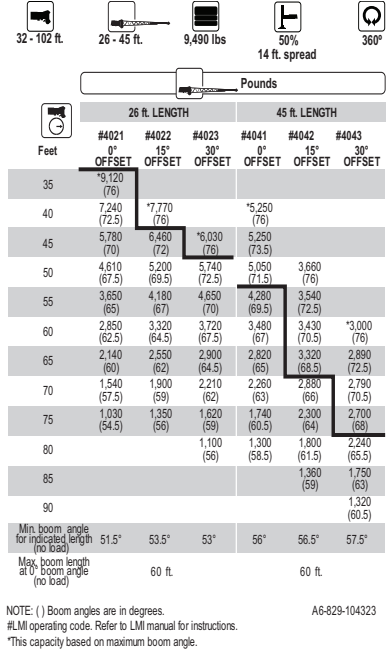 32 - 102 ft. 26 - 45 ft. 9,490 lbs 50% 360º
14 ft. spread
Pounds
26 ft. LENGTH 45 ft. LENGTH
#4021 #4022 #4023 #4041 #4042 #4043
Feet 0° 15° 30° 0° 15° 30°
OFFSET OFFSET OFFSET OFFSET OFFSET OFFSET
35 *9,120
(76)
40 7,240 *7,770 *5,250
(72.5) (76) (76)
45 5,780 6,460 *6,030 5,250
(70) (72) (76) (73.5)
50 4,610 5,200 5,740 5,050 3,660
(67.5) (69.5) (72.5) (71.5) (76)
55 3,650 4,180 4,650 4,280 3,540
(65) (67) (70) (69.5) (72.5)
60 2,850 3,320 3,720 3,480 3,430 *3,000
(62.5) (64.5) (67.5) (67) (70.5) (76)
65 2,140 2,550 2,900 2,820 3,320 2,890
(60) (62) (64.5) (65) (68.5) (72.5)
70 1,540 1,900 2,210 2,260 2,880 2,790
(57.5) (59) (62) (63) (66) (70.5)
75 1,030 1,350 1,620 1,740 2,300 2,700
(54.5) (56) (59) (60.5) (64) (68)
80 1,100 1,300 1,800 2,240
(56) (58.5) (61.5) (65.5)
85 1,360 1,750
(59) (63)
90 1,320
(60.5)
Min. boom angle
for indicated length 51.5° 53.5° 53° 56° 56.5° 57.5°
(no load)
Max. boom length
at 0° boom angle 60 ft. 60 ft.
(no load)
NOTE: ( ) Boom angles are in degrees. A6-829-104323
#LMI operating code. Refer to LMI manual for instructions.
*This capacity based on maximum boom angle.